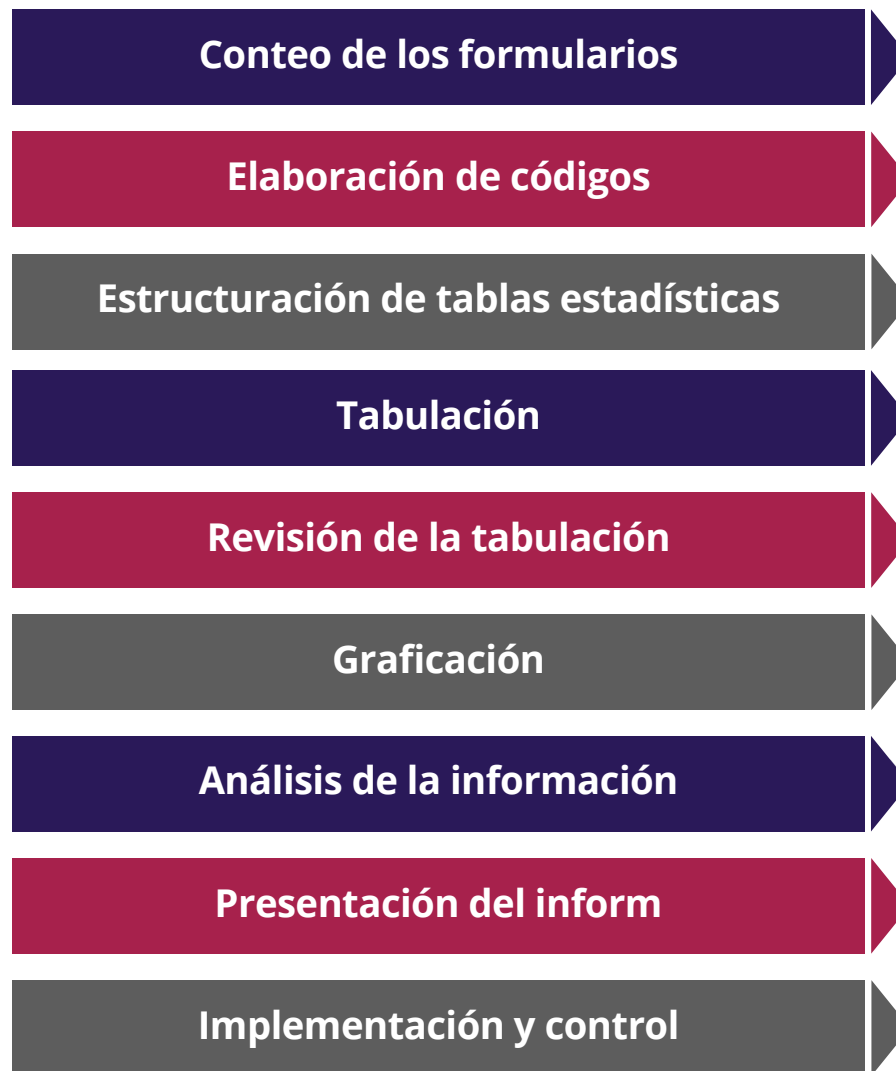 Conteo de los formularios
Elaboración de códigos
Estructuración de tablas estadísticas
Tabulación
Revisión de la tabulación
Graficación
Análisis de la información
Presentación del inform
Implementación y control